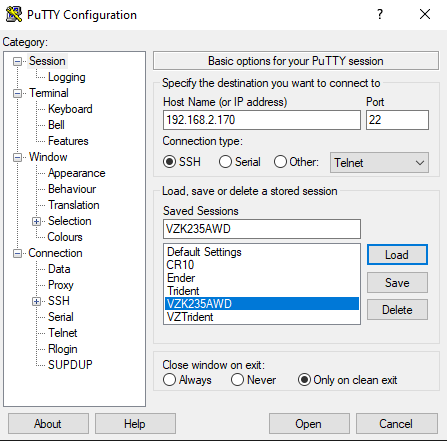 PuTTY Configuration
?
Category:
Session
Logging
Terminal
Keyboard
Bell
Features
Window
Appearance
Behaviour
Translation
Selection
Colours
Connection
Data
Proxy
SSH
Serial
Telnet
Rlogin
SUPDUP
Basic options for your PuTTY session
Specify the destination you want to connect to
Host Name (or IP address) Port
192.168.2.170 22
Connection type:
SSH Serial Other: Telnet
Load, save or delete a stored session
Saved Sessions
VZK235AWD
Default Settings
CR10
Ender
Trident
VZK235AWD
VZTrident
Load
Save
Delete
Close window on exit:
Always Never Only on clean exit
About Help Open Cancel